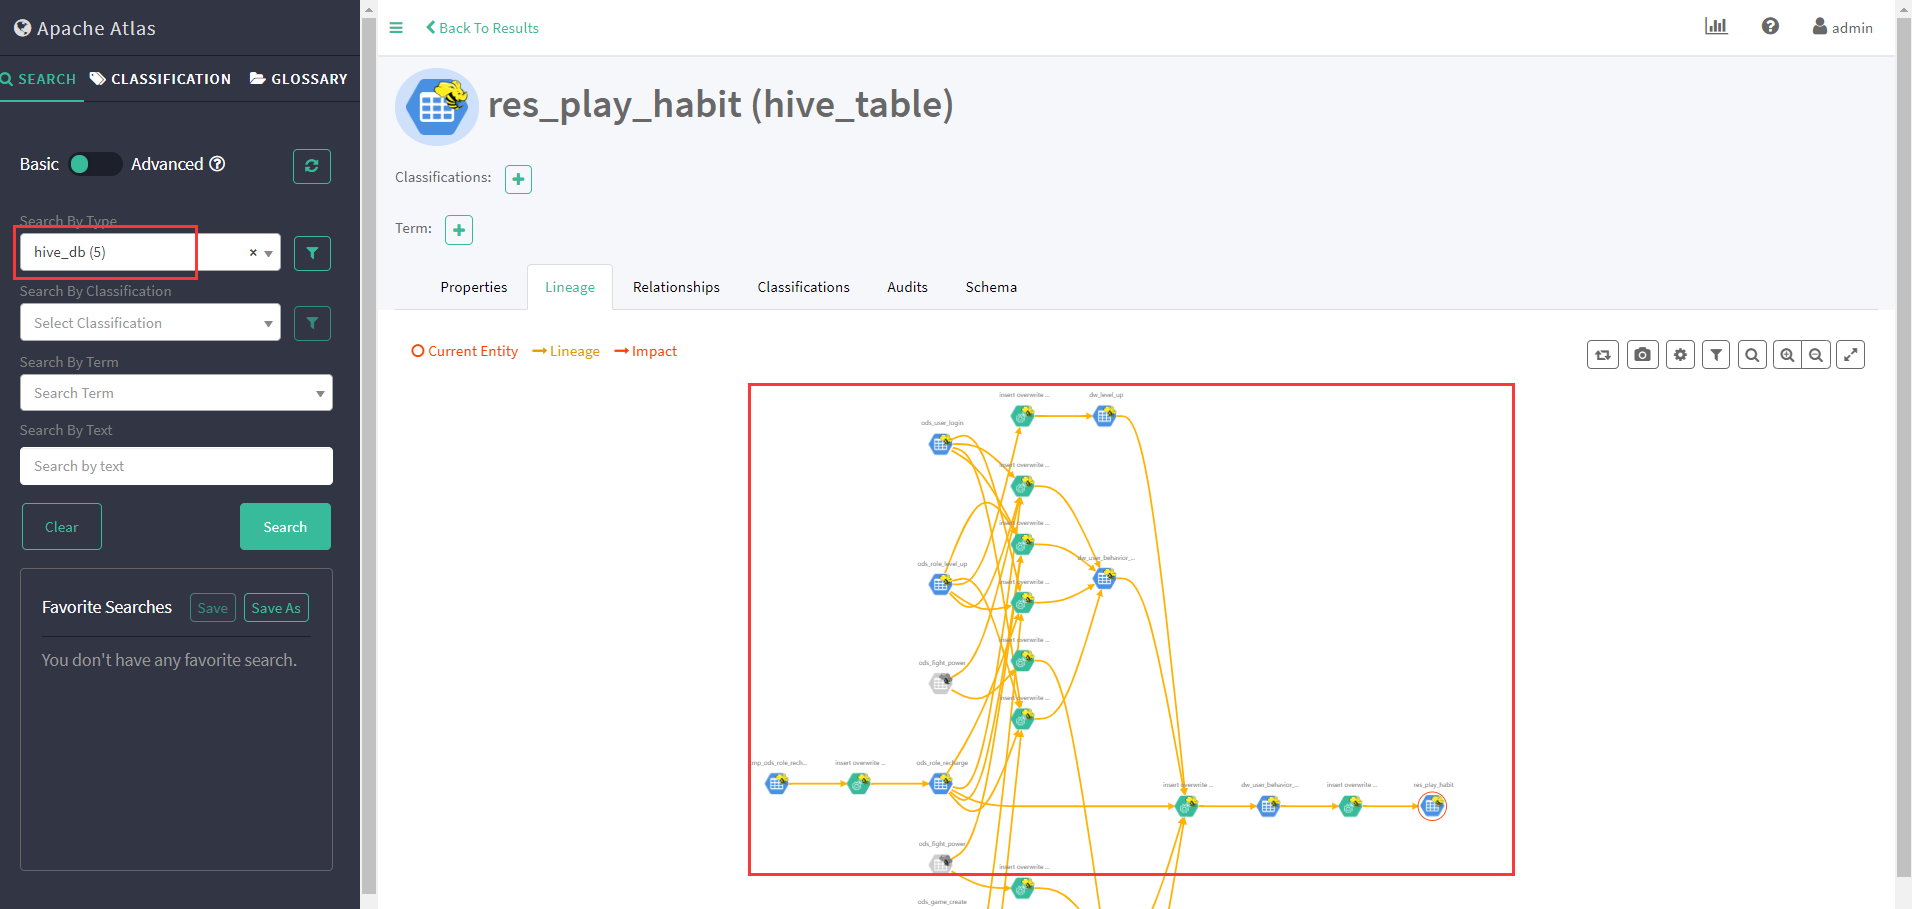 Apache Atlas
SEARCH CLASSIFICATION GLOSSARY
Basic Advanced
Search By Type
hive_db (5)
Search By Classification
Select Classification
Search By Term
Search Term
Search By Text
Search by text
Clear Search
Favorite Searches Save Save As
You don't have any favorite search.
Back To Results admin
res_play_habit (hive_table)
Classifications:
Term:
Properties Lineage Relationships Classifications Audits Schema
Current Entity Lineage Impact
insert overwrite ... dw_level_up
ods_user_login
insert overwrite ...
insert overwrite ...
dw_user_behavior_...
ods_role_level_up
insert overwrite ...
insert overwrite ...
ods_fight_power
insert overwrite ...
mp_ods_role_rech... insert overwrite ... ods_role_recharge
insert overwrite ... dw_user_behavior_... insert overwrite ... res_play_habit
ods_fight_power
insert overwrite ...
ods_game_create